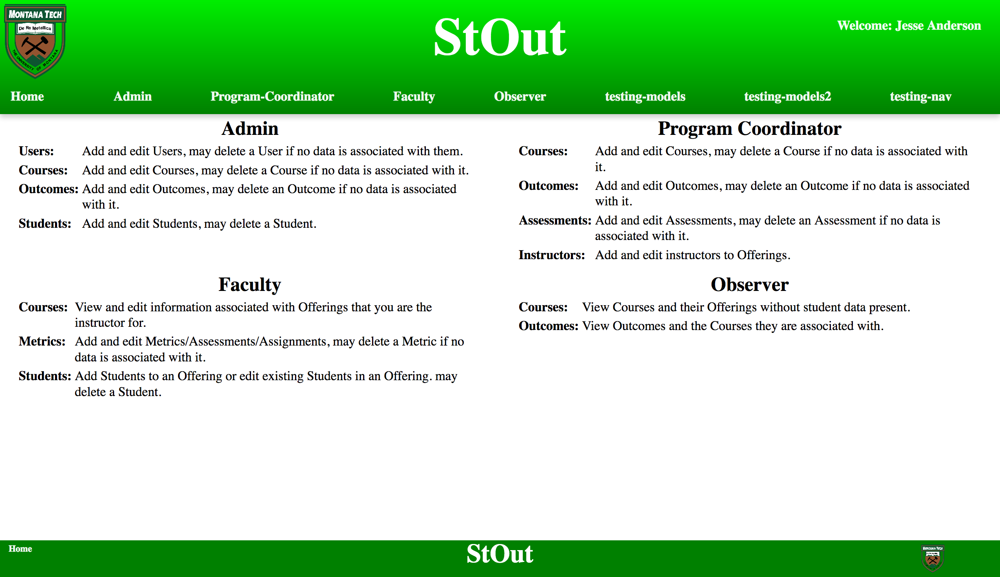 MONTANA TECH
De Re Metallica
THE UNIVERSITY OF MONTANA
StOut
Welcome: Jesse Anderson
Home Admin Program-Coordinator Faculty Observer testing-models testing-models2 testing-nav
Admin
Users: Add and edit Users, may delete a User if no data is associated with them.
Courses: Add and edit Courses, may delete a Course if no data is associated with it.
Outcomes: Add and edit Outcomes, may delete an Outcome if no data is associated
with it.
Students: Add and edit Students, may delete a Student.
Program Coordinator
Courses: Add and edit Courses, may delete a Course if no data is associated with
it.
Outcomes: Add and edit Outcomes, may delete an Outcome if no data is associated
with it.
Assessments: Add and edit Assessments, may delete an Assessment if no data is
associated with it.
Instructors: Add and edit instructors to Offerings.
Faculty
Courses: View and edit information associated with Offerings that you are the
instructor for.
Metrics: Add and edit Metrics/Assessments/Assignments, may delete a Metric if no
data is associated with it.
Students: Add Students to an Offering or edit existing Students in an Offering. may
delete a Student.
Observer
Courses: View Courses and their Offerings without student data present.
Outcomes: View Outcomes and the Courses they are associated with.
Home
StOut
MONTANA TECH